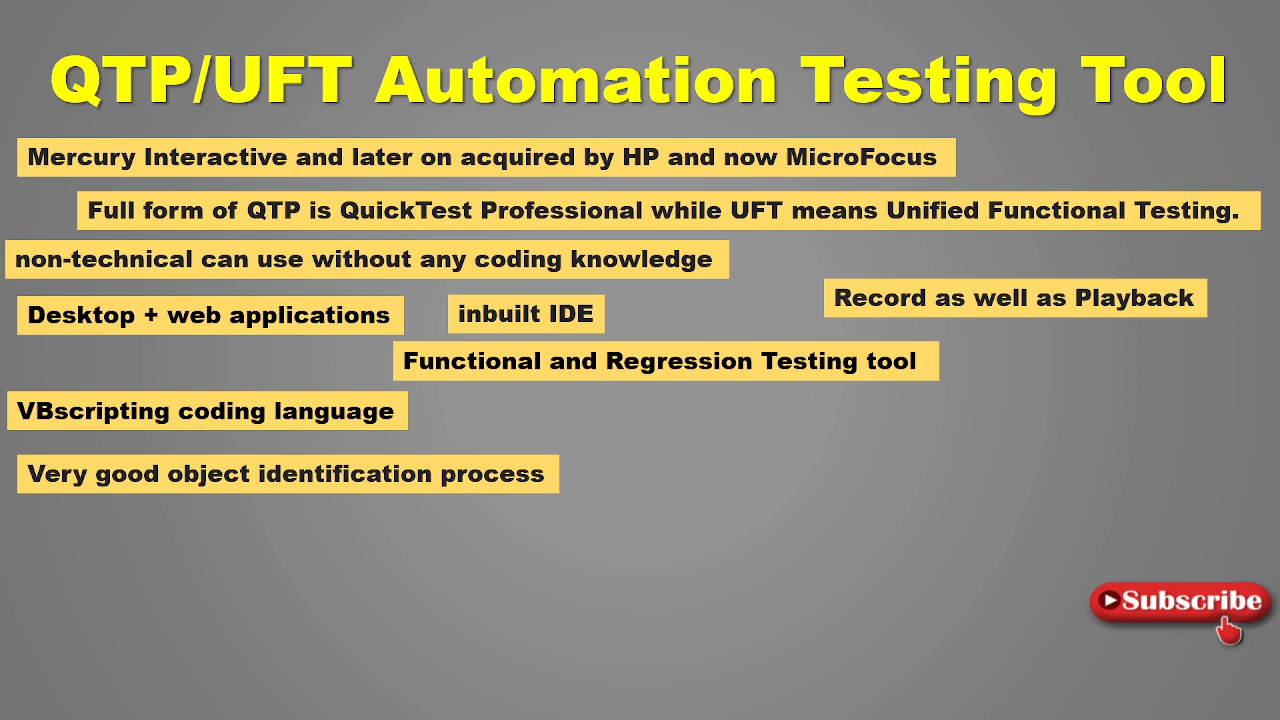 QTP/UFT Automation Testing Tool
Mercury Interactive and later on acquired by HP and now MicroFocus
Full form of QTP is QuickTest Professional while UFT means Unified Functional Testing.
non-technical can use without any coding knowledge
Record as well as Playback
Desktop + web applications
inbuilt IDE
Functional and Regression Testing tool
VBscripting coding language
Very good object identification process
Subscribe